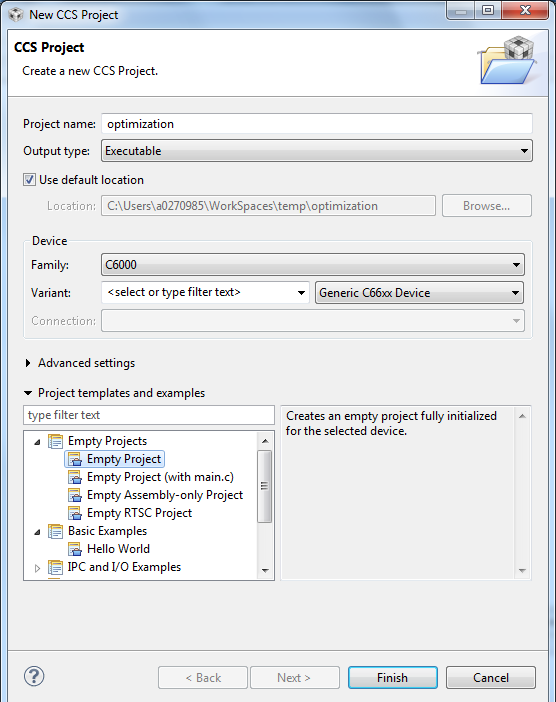 New CCS Project
CCS Project
Create a new CCS Project.
Project name: optimization
Output type: Executable
Use default location
Location: C:\Users\a0270985\WorkSpaces\temp\optimization Browse...
Device
Family: C6000
Variant: <select or type filter text> Generic C66xx Device
Connection:
Advanced settings
Project templates and examples
type filter text
Empty Projects
Empty Project
Empty Project (with main.c)
Empty Assembly-only Project
Empty RTSC Project
Basic Examples
Hello World
IPC and I/O Examples
Creates an empty project fully initialized
for the selected device.
? < Back Next > Finish Cancel